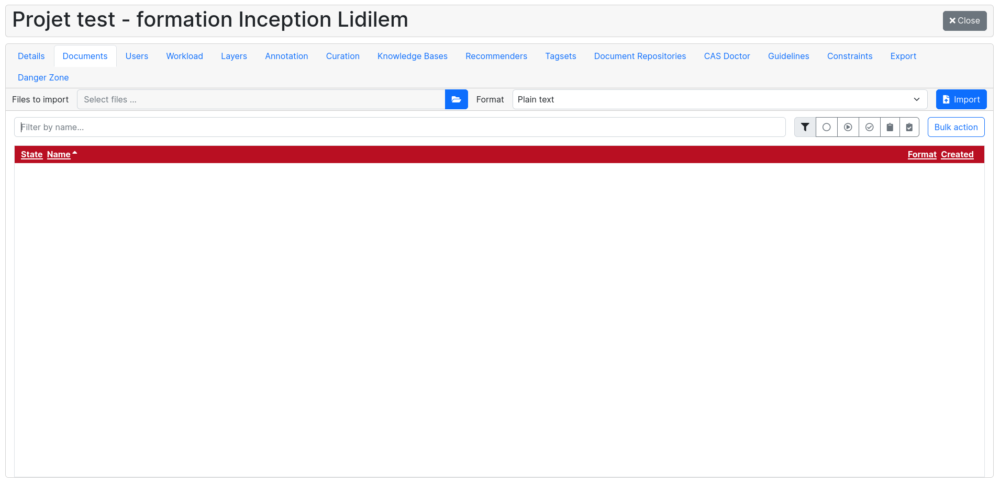 Projet test - formation Inception Lidilem
Close
Details Documents Users Workload Layers Annotation Curation Knowledge Bases Recommenders Tagsets Document Repositories CAS Doctor Guidelines Constraints Export
Danger Zone
Files to import Select files ... Format Plain text Import
Filter by name... Bulk action
State Name Format Created